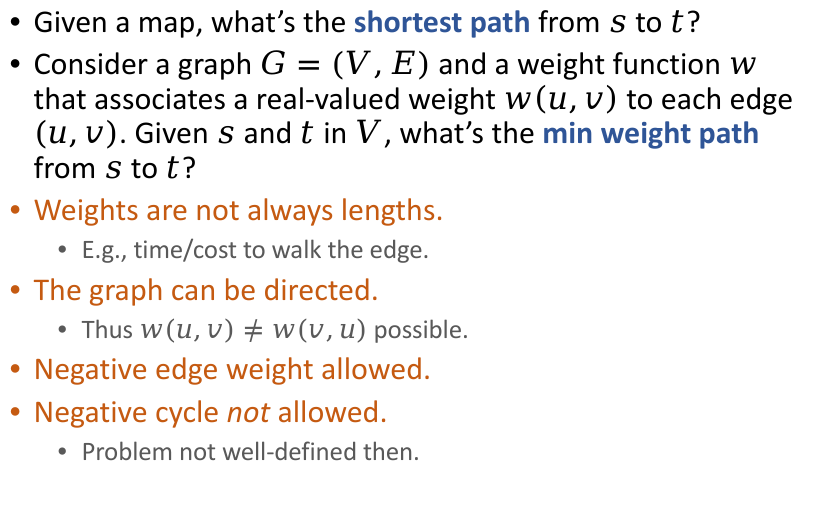 • Given a map, what's the shortest path from s to t?
• Consider a graph G = (V, E) and a weight function w
that associates a real-valued weight w(u, v) to each edge
(u, v). Given s and t in V, what's the min weight path
from s to t?
• Weights are not always lengths.
• E.g., time/cost to walk the edge.
• The graph can be directed.
• Thus w(u, v) ≠ w(v, u) possible.
• Negative edge weight allowed.
• Negative cycle not allowed.
• Problem not well-defined then.